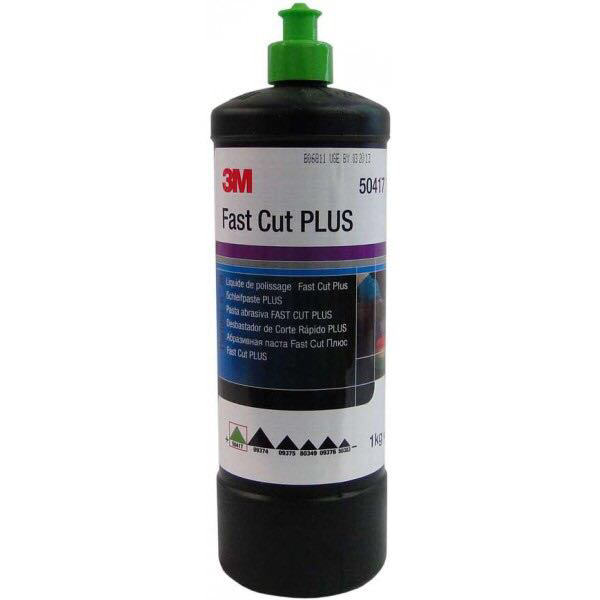 B06811 USE BY 032013
3M
50417
Fast Cut PLUS
Liquide de polissage Fast Cut Plus
Schleifpaste PLUS
Pasta abrasiva FAST CUT PLUS
Desbastador de Corte Rápido PLUS
Абразивная паста Fast Cut Плюс
Fast Cut PLUS
+ 50417 09374 09375 80349 09376 50383 -
1kg